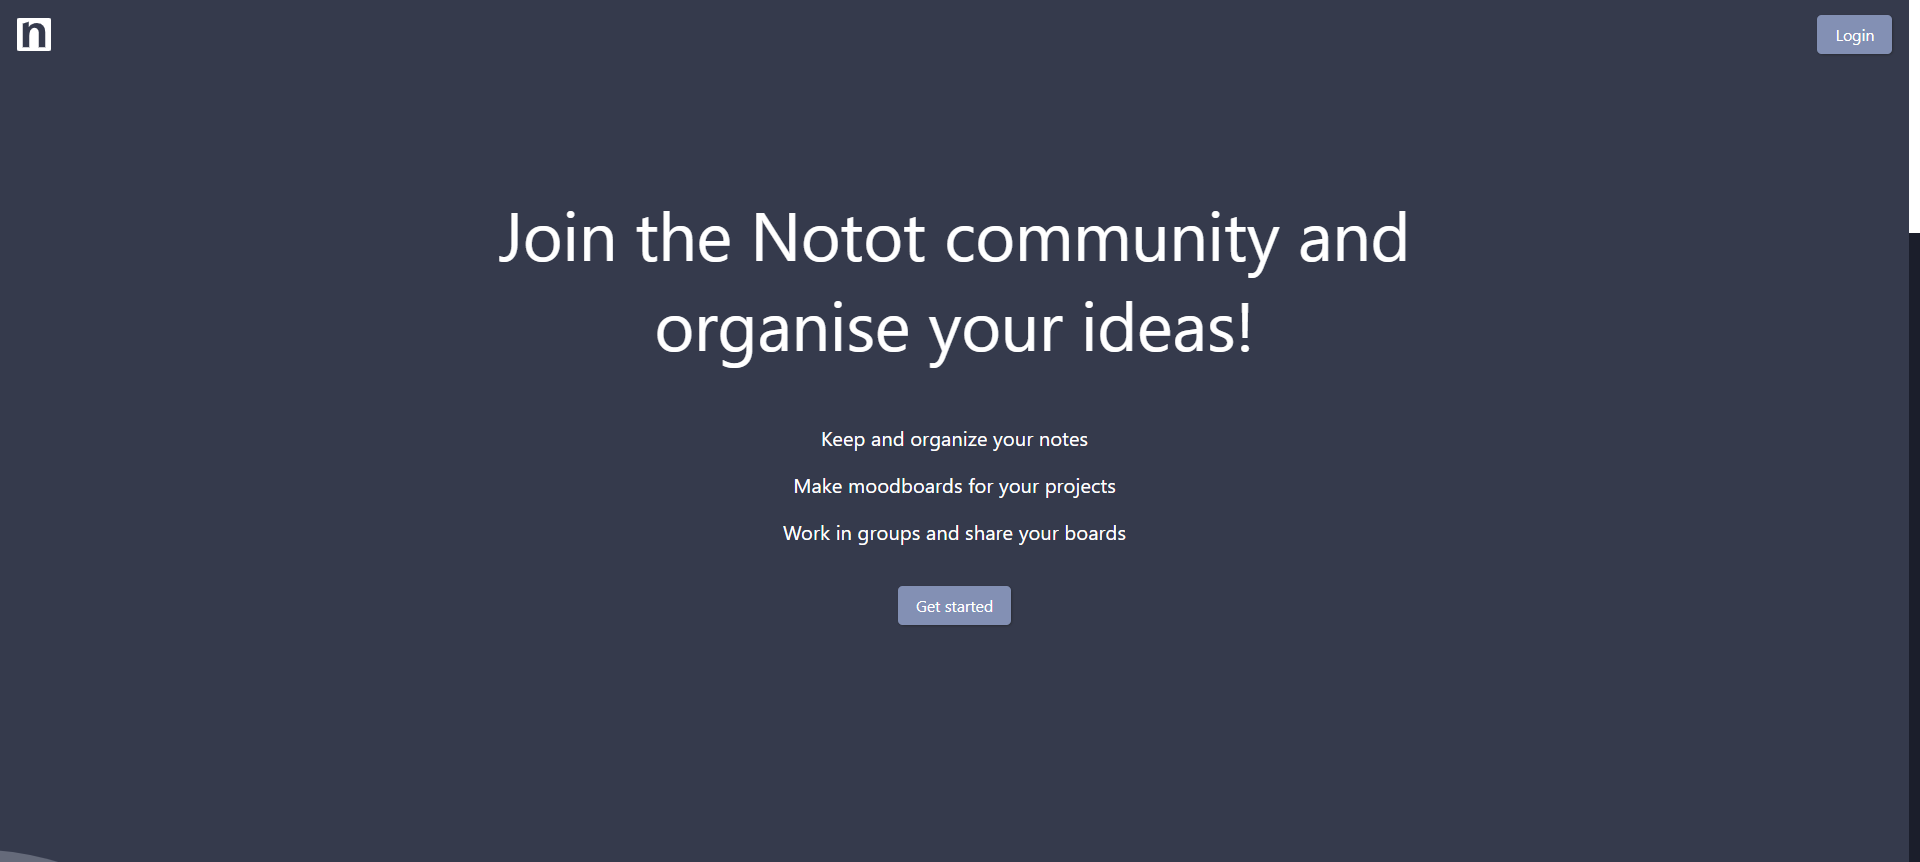 n
Login
Join the Notot community and
organise your ideas!
Keep and organize your notes
Make moodboards for your projects
Work in groups and share your boards
Get started